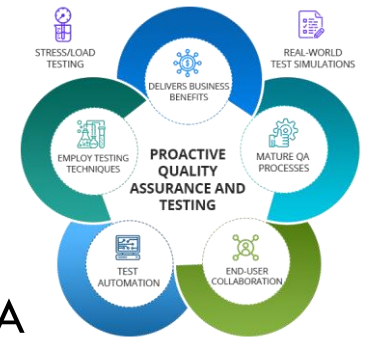 STRESS/LOAD
TESTING
REAL-WORLD
TEST SIMULATIONS
DELIVERS BUSINESS
BENEFITS
EMPLOY TESTING
TECHNIQUES
PROACTIVE
QUALITY
ASSURANCE AND
TESTING
MATURE QA
PROCESSES
TEST
AUTOMATION
END-USER
COLLABORATION
A